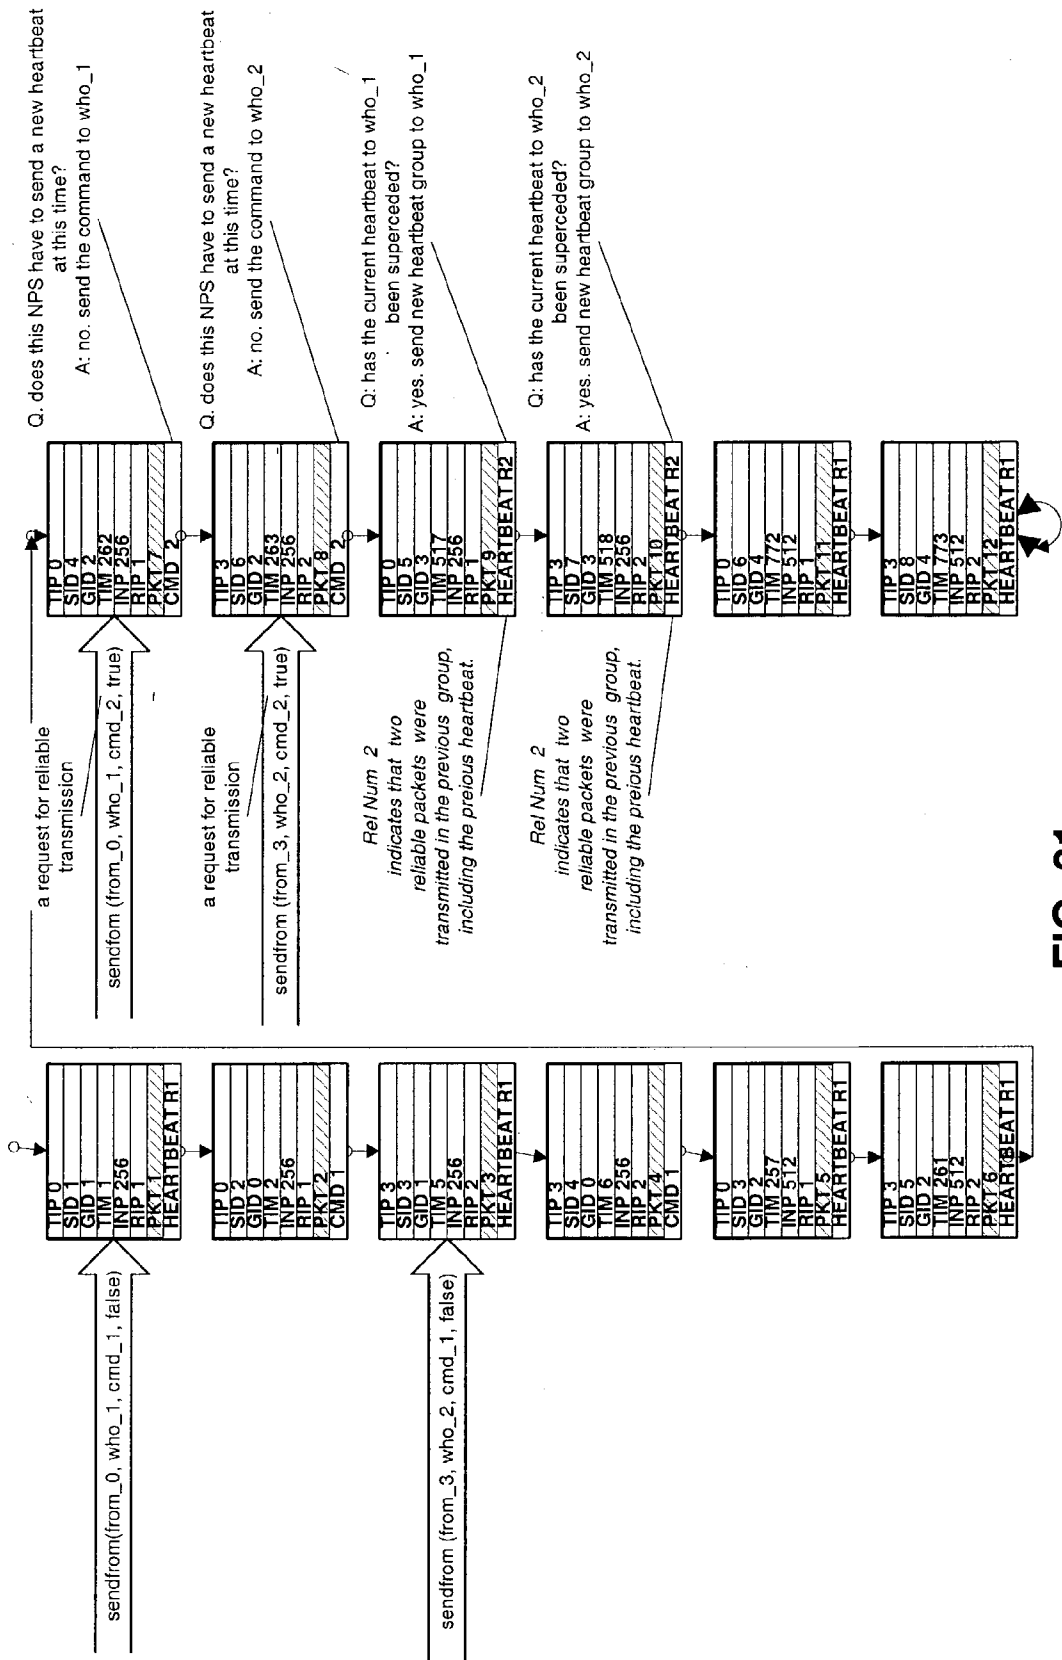 sendfrom(from_0, who_1, cmd_1, false)
TIP 0
SID 1
GID 1
TIM 1
INP 256
RIP 1
PKT 1
HEARTBEAT R1
TIP 0
SID 2
GID 0
TIM 2
INP 256
RIP 1
PKT 2
CMD 1
sendfrom (from_3, who_2, cmd_1, false)
TIP 3
SID 3
GID 1
TIM 5
INP 256
RIP 2
PKT 3
HEARTBEAT R1
TIP 3
SID 4
GID 0
TIM 6
INP 256
RIP 2
PKT 4
CMD 1
TIP 0
SID 3
GID 2
TIM 257
INP 512
RIP 1
PKT 5
HEARTBEAT R1
TIP 3
SID 5
GID 2
TIM 261
INP 512
RIP 2
PKT 6
HEARTBEAT R1
a request for reliable
transmission
sendfom (from_0, who_1, cmd_2, true)
TIP 0
SID 4
GID 2
TIM 262
INP 256
RIP 1
PKT 7
CMD 2
Q. does this NPS have to send a new heartbeat
at this time?
A: no. send the command to who_1
a request for reliable
transmission
sendfrom (from_3, who_2, cmd_2, true)
TIP 3
SID 6
GID 2
TIM 263
INP 256
RIP 2
PKT 8
CMD 2
Q. does this NPS have to send a new heartbeat
at this time?
A: no. send the command to who_2
Rel Num 2
indicates that two
reliable packets were
transmitted in the previous group,
including the preious heartbeat.
TIP 0
SID 5
GID 3
TIM 517
INP 256
RIP 1
PKT 9
HEARTBEAT R2
Q: has the current heartbeat to who_1
been superceded?
A: yes. send new heartbeat group to who_1
Rel Num 2
indicates that two
reliable packets were
transmitted in the previous group,
including the preious heartbeat.
TIP 3
SID 7
GID 3
TIM 518
INP 256
RIP 2
PKT 10
HEARTBEAT R2
Q: has the current heartbeat to who_2
been superceded?
A: yes. send new heartbeat group to who_2
TIP 0
SID 6
GID 4
TIM 772
INP 512
RIP 1
PKT 11
HEARTBEAT R1
TIP 3
SID 8
GID 4
TIM 773
INP 512
RIP 2
PKT 12
HEARTBEAT R1